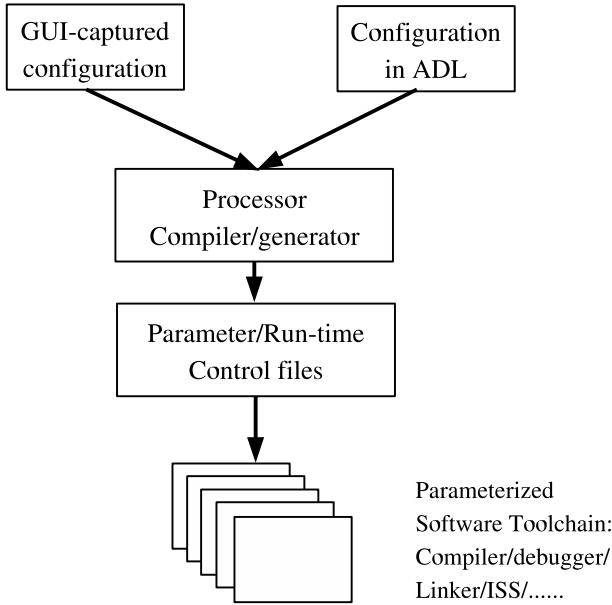 GUI-captured
configuration
Configuration
in ADL
Processor
Compiler/generator
Parameter/Run-time
Control files
Parameterized
Software Toolchain:
Compiler/debugger/
Linker/ISS/......